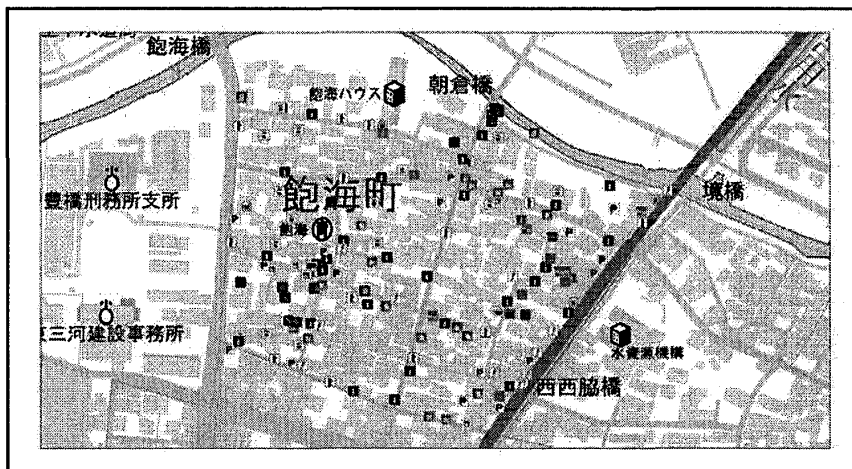 飽海橋
飽海ハウス
朝倉橋
豊橋刑務所支所
飽海町
飽海
境橋
三河建設事務所
水資源機構
西西脇橋